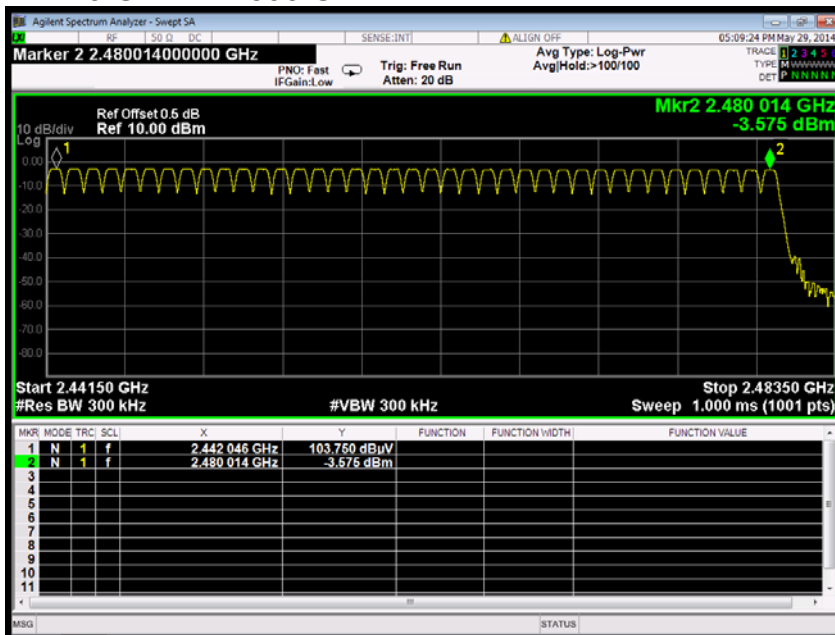 Agilent Spectrum Analyzer - Swept SA
LXI RF 50 Ω DC SENSE:INT ALIGN OFF 05:09:24 PM May 29, 2014
Marker 2 2.480014000000 GHz
PNO: Fast
IFGain:Low
Trig: Free Run
Atten: 20 dB
Avg Type: Log-Pwr
Avg|Hold:>100/100
TRACE 1 2 3 4 5 6
TYPE M W W W W W
DET P N N N N N
Mkr2 2.480 014 GHz
-3.575 dBm
Ref Offset 0.5 dB
10 dB/div Ref 10.00 dBm
Log
1
2
0.00
-10.0
-20.0
-30.0
-40.0
-50.0
-60.0
-70.0
-80.0
Start 2.44150 GHz Stop 2.48350 GHz
#Res BW 300 kHz #VBW 300 kHz Sweep 1.000 ms (1001 pts)
MKR MODE TRC SCL X Y FUNCTION FUNCTION WIDTH FUNCTION VALUE
1 N 1 f 2.442 046 GHz 103.750 dBμV
2 N 1 f 2.480 014 GHz -3.575 dBm
3
4
5
6
7
8
9
10
11
MSG STATUS